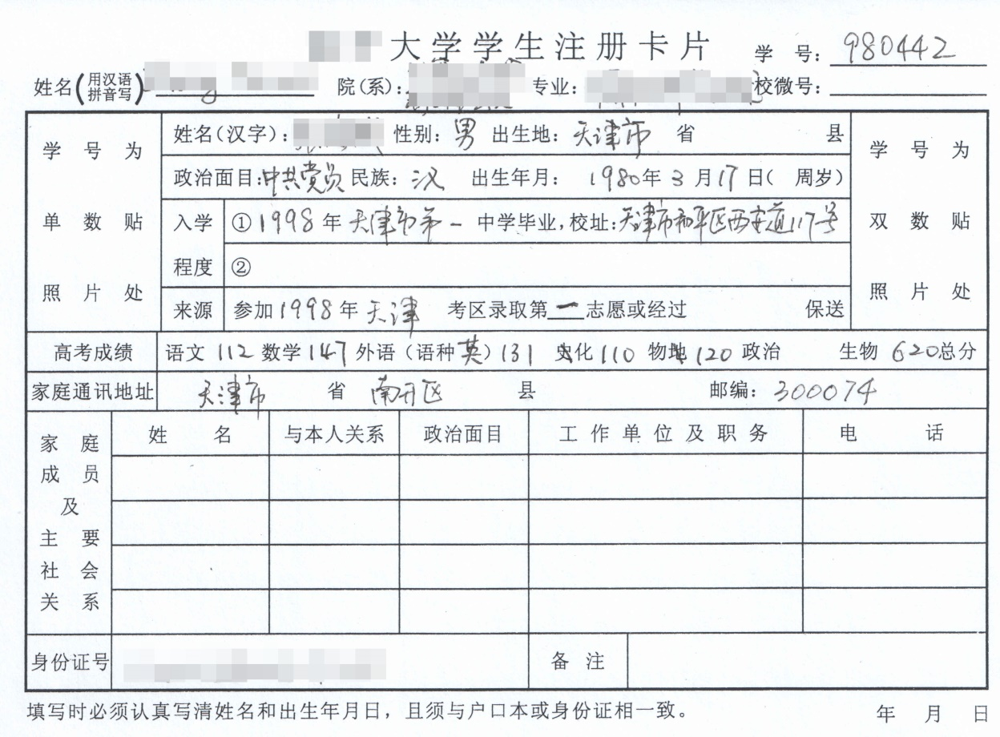 大学学生注册卡片 学号: 980442
姓名(用汉语拼音写) 院(系): 专业: 校微号:
学号为单数贴照片处
姓名(汉字): 性别: 男 出生地: 天津市 省 县
政治面目: 中共党员 民族: 汉 出生年月: 1980年3月17日( 周岁)
入学程度 ①1998年天津市第一中学毕业,校址:天津市和平区西安道117号
②
来源 参加1998年天津考区录取第一志愿或经过 保送
学号为双数贴照片处
高考成绩 语文 112 数学 147 外语(语种英)131 化 110 物 120 政治 生物 620总分
家庭通讯地址 天津市 省 南开区 县 邮编: 300074
家庭成员及主要社会关系 姓名 与本人关系 政治面目 工作单位及职务 电话
身份证号 备注
填写时必须认真写清姓名和出生年月日,且须与户口本或身份证相一致。 年 月 日